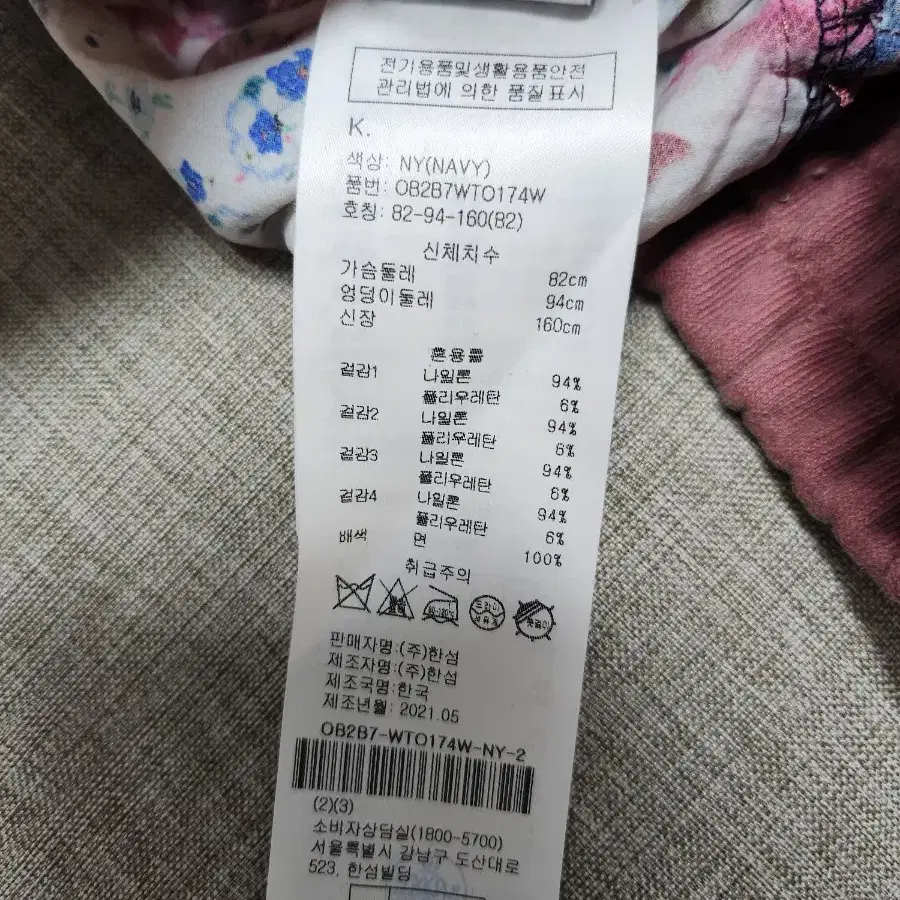 전기용품및생활용품안전
관리법에 의한 품질표시
K.
색상: NY(NAVY)
품번: OB2B7WTO174W
호칭: 82-94-160(82)
신체치수
가슴둘레 82cm
엉덩이둘레 94cm
신장 160cm
혼용률
겉감1 나일론 94%
폴리우레탄 6%
겉감2 나일론 94%
폴리우레탄 6%
겉감3 나일론 94%
폴리우레탄 6%
겉감4 나일론 94%
폴리우레탄 6%
배색 면 100%
취급주의
드라이
판매자명:(주)한섬
제조자명:(주)한섬
제조국명:한국
제조년월: 2021.05
OB2B7-WTO174W-NY-2
(2)(3)
소비자상담실(1800-5700)
서울특별시 강남구 도산대로
523, 한섬빌딩